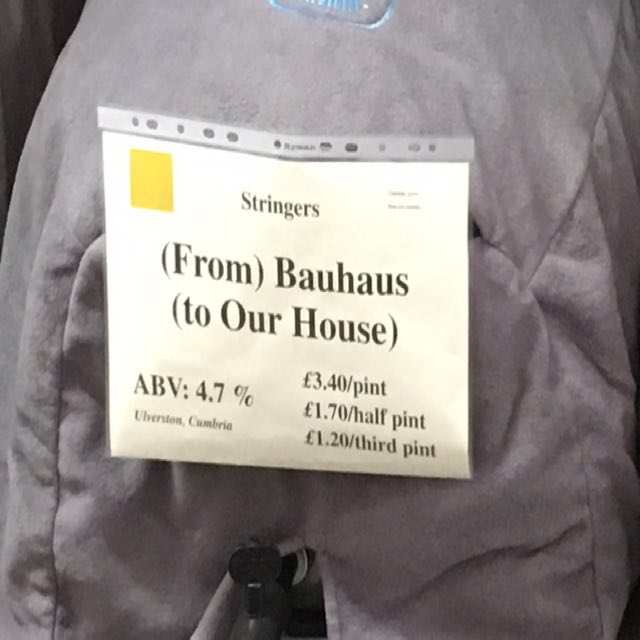 Stringers
(From) Bauhaus
(to Our House)
ABV: 4.7 %
Ulverston, Cumbria
£3.40/pint
£1.70/half pint
£1.20/third pint